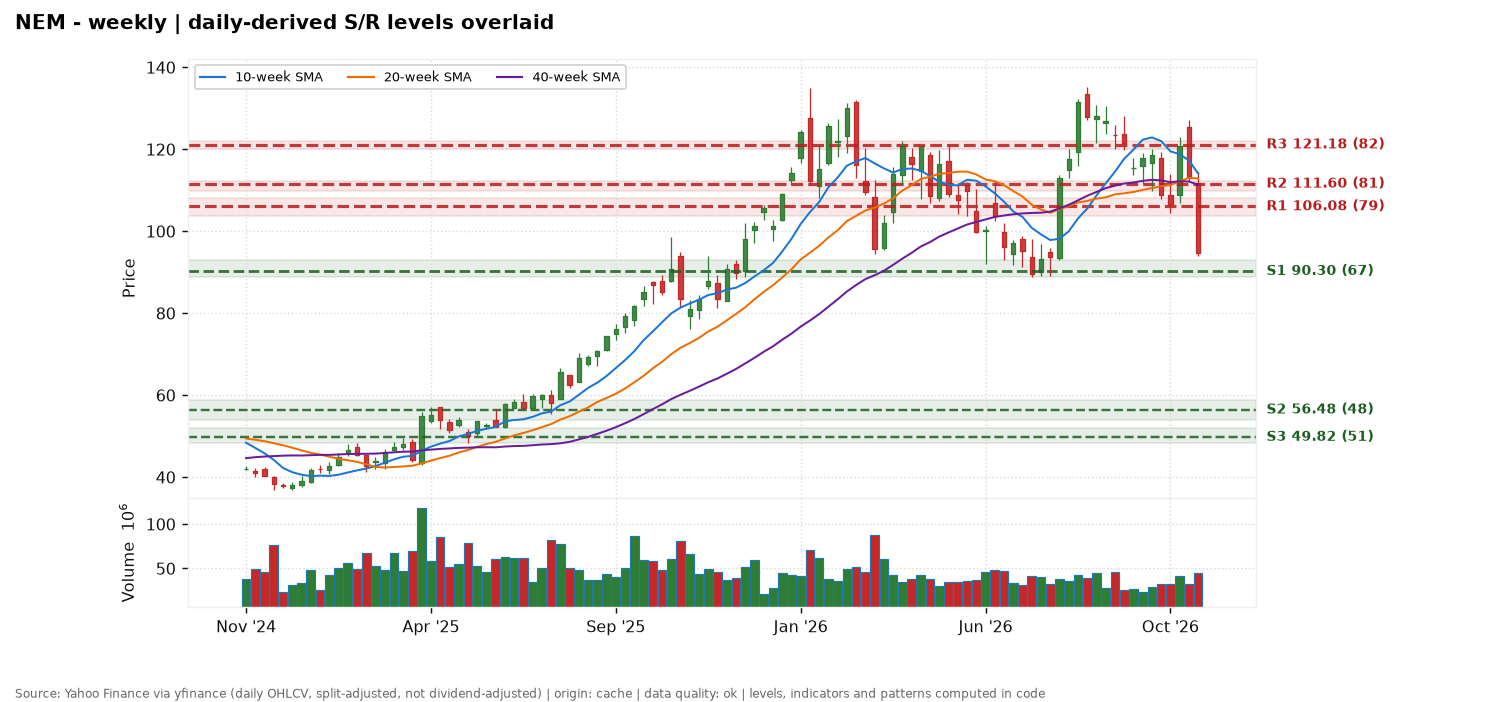 NEM - weekly | daily-derived S/R levels overlaid
10-week SMA
20-week SMA
40-week SMA
140
120
100
80
60
40
Price
R3 121.18 (82)
R2 111.60 (81)
R1 106.08 (79)
S1 90.30 (67)
S2 56.48 (48)
S3 49.82 (51)
100
50
Volume 10⁶
Nov '24
Apr '25
Sep '25
Jan '26
Jun '26
Oct '26
Source: Yahoo Finance via yfinance (daily OHLCV, split-adjusted, not dividend-adjusted) | origin: cache | data quality: ok | levels, indicators and patterns computed in code